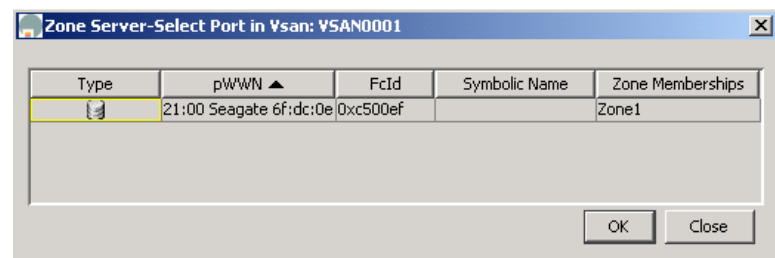 Zone Server-Select Port in Vsan: VSAN0001
Type pWWN FcId Symbolic Name Zone Memberships
21:00 Seagate 6f:dc:0e 0xc500ef Zone1
OK Close